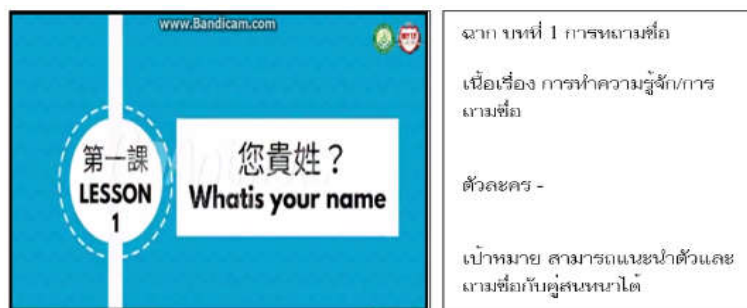 www.Bandicam.com
第一課
LESSON
1
您貴姓？
Whatis your name
ฉาก บทที่ 1 การหถามชื่อ
เนื้อเรื่อง การทำความรู้จัก/การ
ถามชื่อ
ตัวละคร -
เป้าหมาย สามารถแนะนำตัวและ
ถามชื่อกับคู่สนทนาได้